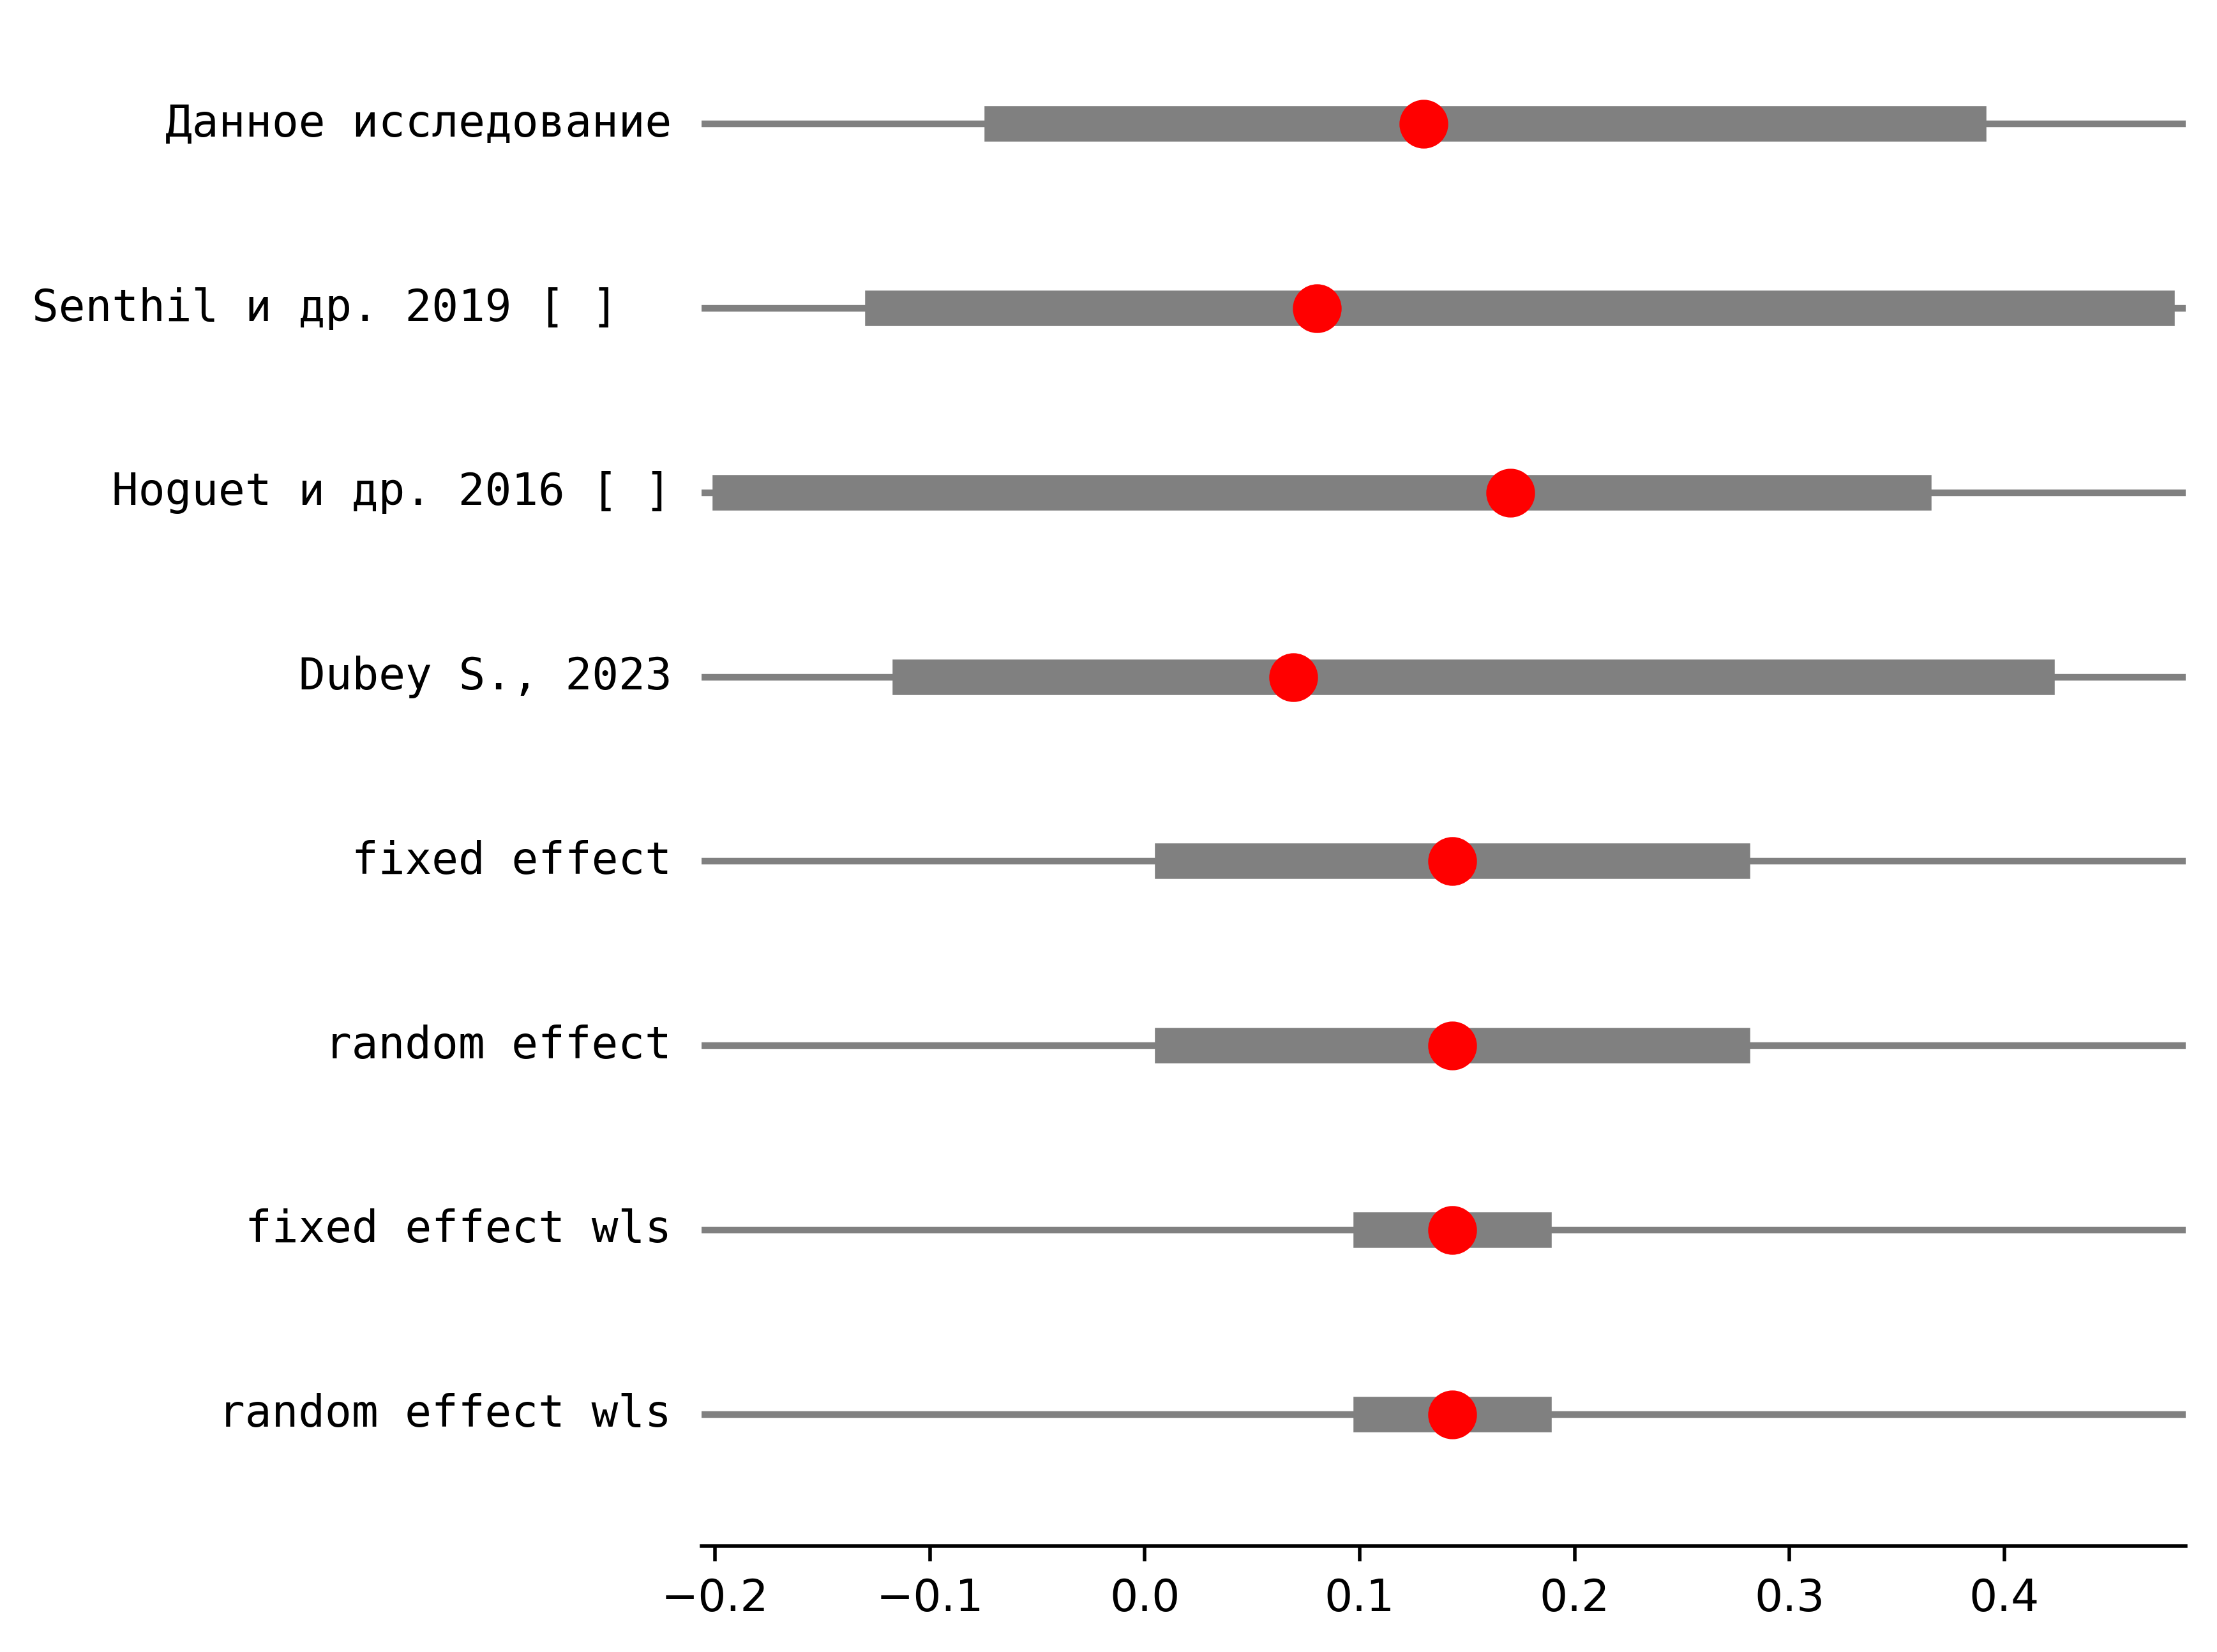 Данное исследование
Senthil и др. 2019 [ ]
Hoguet и др. 2016 [ ]
Dubey S., 2023
fixed effect
random effect
fixed effect wls
random effect wls
−0.2 −0.1 0.0 0.1 0.2 0.3 0.4